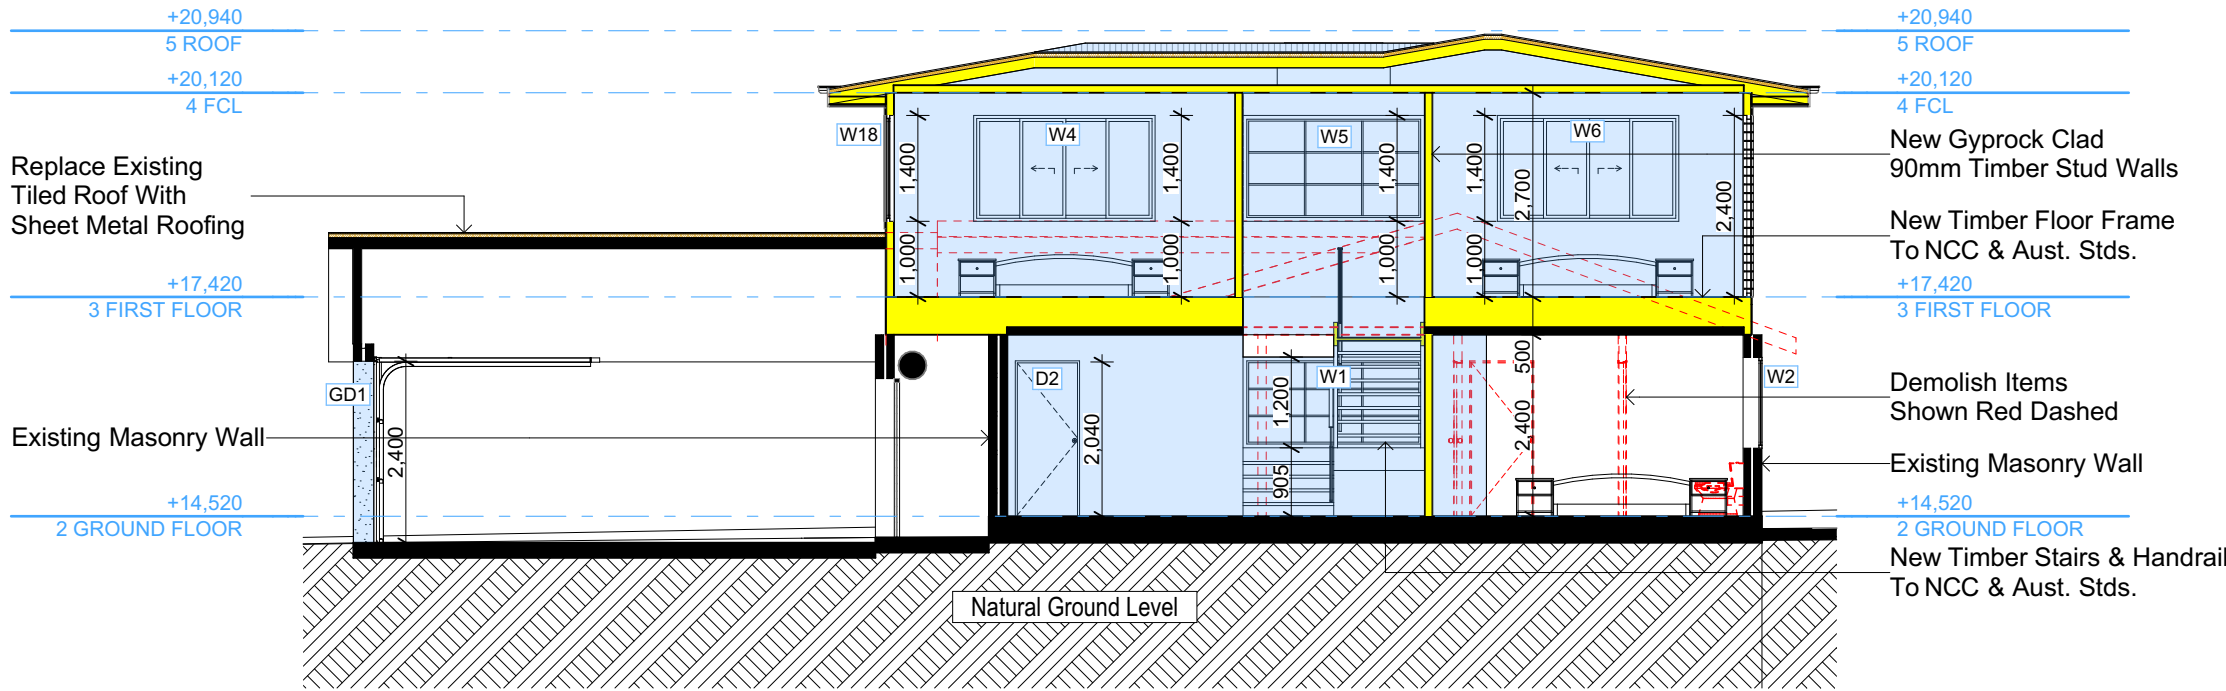 +20,940
5 ROOF
+20,940
5 ROOF
+20,120
4 FCL
+20,120
4 FCL
W18
W4
W5
W6
New Gyprock Clad
90mm Timber Stud Walls
Replace Existing
Tiled Roof With
Sheet Metal Roofing
1,400
1,400
1,400
1,400
2,700
2,400
New Timber Floor Frame
To NCC & Aust. Stds.
1,000
1,000
1,000
1,000
+17,420
3 FIRST FLOOR
+17,420
3 FIRST FLOOR
GD1
D2
W1
W2
500
1,200
Demolish Items
Shown Red Dashed
Existing Masonry Wall
2,400
2,040
905
2,400
Existing Masonry Wall
+14,520
2 GROUND FLOOR
+14,520
2 GROUND FLOOR
New Timber Stairs & Handrail
To NCC & Aust. Stds.
Natural Ground Level